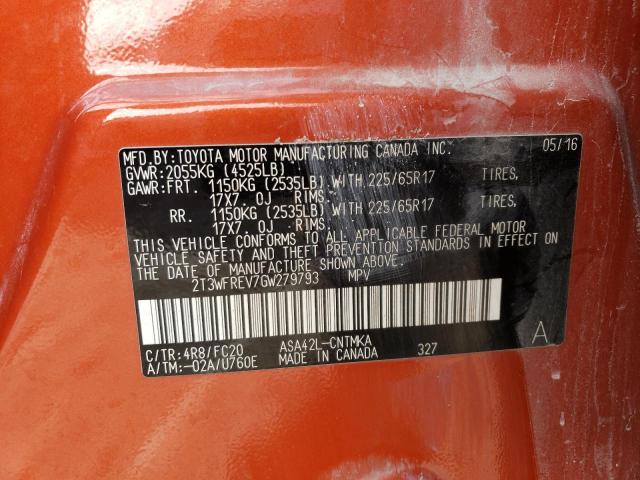 MFD.BY:TOYOTA MOTOR MANUFACTURING CANADA INC. 05/16
GVWR:2055KG (4525LB)
GAWR:FRT. 1150KG (2535LB) WITH 225/65R17 TIRES,
17X7.0J RIMS,
RR. 1150KG (2535LB) WITH 225/65R17 TIRES,
17X7.0J RIMS,
THIS VEHICLE CONFORMS TO ALL APPLICABLE FEDERAL MOTOR
VEHICLE SAFETY AND THEFT PREVENTION STANDARDS IN EFFECT ON
THE DATE OF MANUFACTURE SHOWN ABOVE.
2T3WFREV7GW279793 MPV
C/TR:4R8/FC20 ASA42L-CNTMKA A
A/TM:-02A/U760E MADE IN CANADA 327